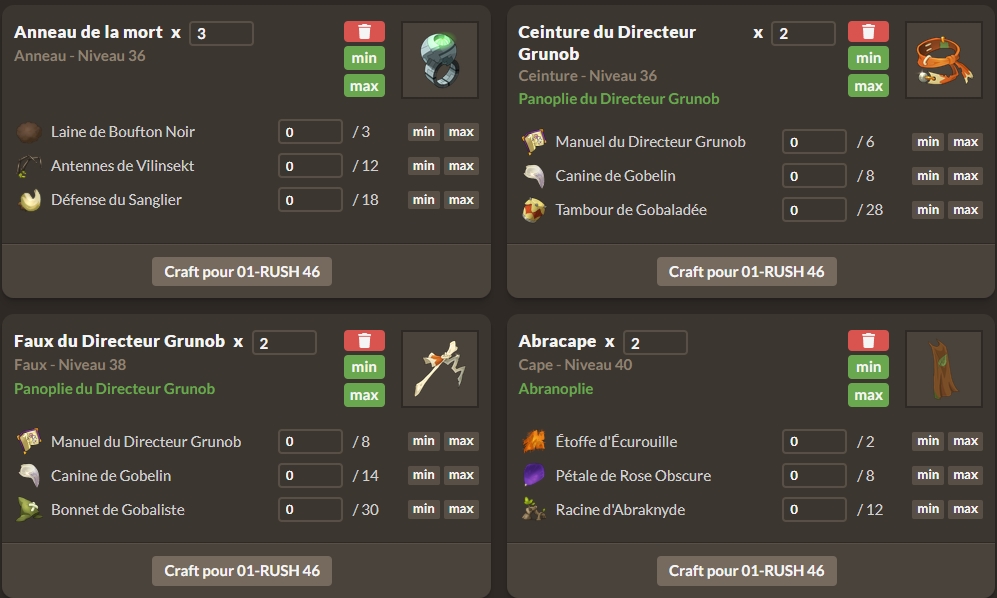 Anneau de la mort x 3
Anneau - Niveau 36
min
max
Laine de Boufton Noir 0 / 3 min max
Antennes de Vilinsekt 0 / 12 min max
Défense du Sanglier 0 / 18 min max
Craft pour 01-RUSH 46
Ceinture du Directeur Grunob x 2
Ceinture - Niveau 36
Panoplie du Directeur Grunob
min
max
Manuel du Directeur Grunob 0 / 6 min max
Canine de Gobelin 0 / 8 min max
Tambour de Gobaladée 0 / 28 min max
Craft pour 01-RUSH 46
Faux du Directeur Grunob x 2
Faux - Niveau 38
Panoplie du Directeur Grunob
min
max
Manuel du Directeur Grunob 0 / 8 min max
Canine de Gobelin 0 / 14 min max
Bonnet de Gobaliste 0 / 30 min max
Craft pour 01-RUSH 46
Abracape x 2
Cape - Niveau 40
Abranoplie
min
max
Étoffe d'Écurouille 0 / 2 min max
Pétale de Rose Obscure 0 / 8 min max
Racine d'Abraknyde 0 / 12 min max
Craft pour 01-RUSH 46